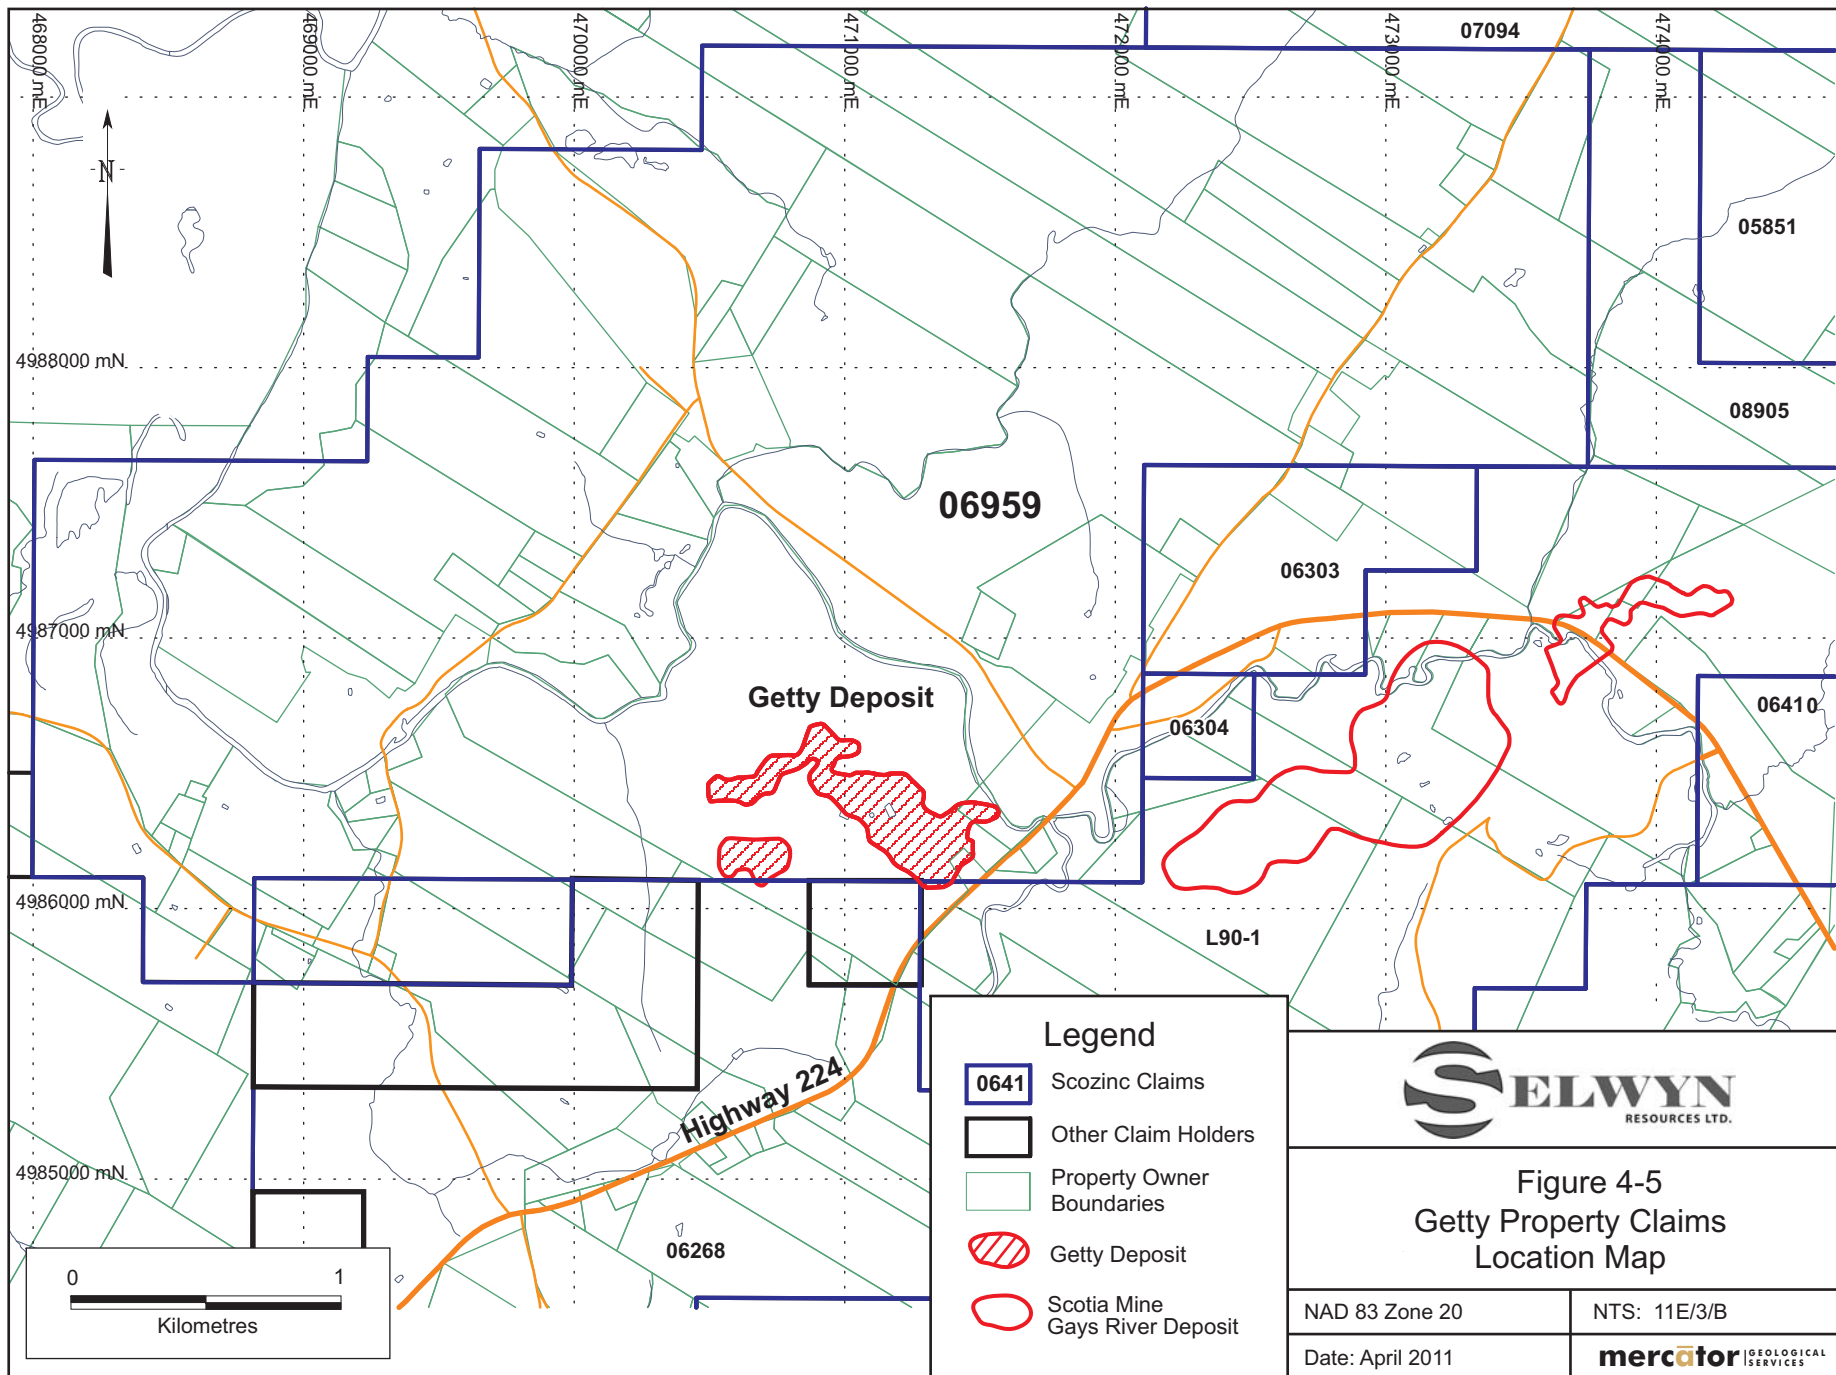 468000 mE
469000 mE
470000 mE
471000 mE
472000 mE
473000 mE
474000 mE
07094
N
05851
4988000 mN
08905
06959
06303
4987000 mN
Getty Deposit
06410
06304
4986000 mN
L90-1
Highway 224
4985000 mN
06268
0
1
Kilometres
Legend
0641
Scozinc Claims
Other Claim Holders
Property Owner
Boundaries
Getty Deposit
Scotia Mine
Gays River Deposit
SELWYN
RESOURCES LTD.
Figure 4-5
Getty Property Claims
Location Map
NAD 83 Zone 20
NTS: 11E/3/B
Date: April 2011
mercātor GEOLOGICAL
SERVICES